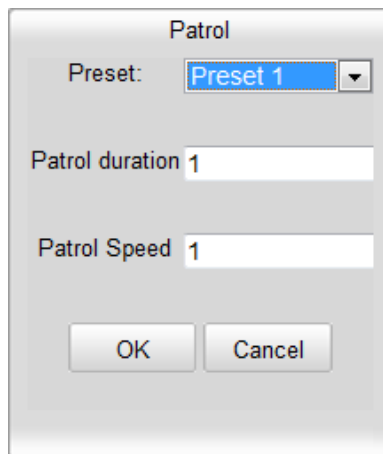 Patrol
Preset: Preset 1
Patrol duration 1
Patrol Speed 1
OK Cancel